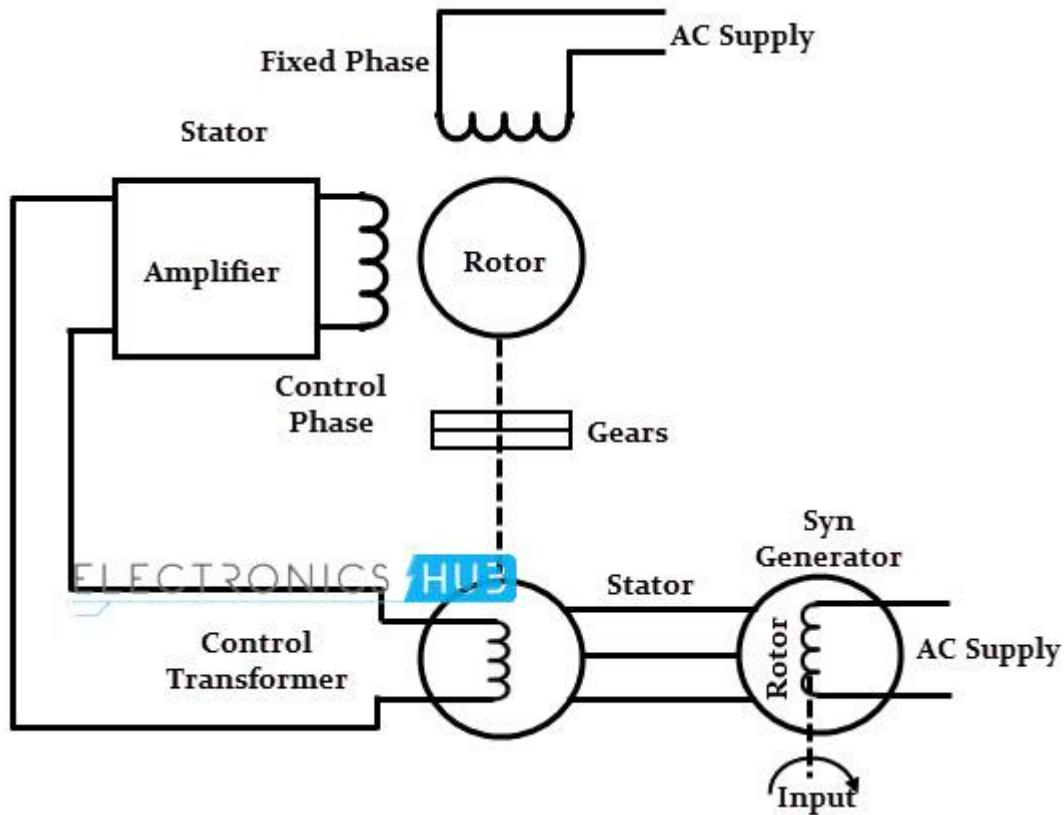 AC Supply
Fixed Phase
Stator
Amplifier
Rotor
Control
Phase
Gears
Syn
Generator
ELECTRONICS HUB
Stator
Control
Transformer
Rotor
AC Supply
Input